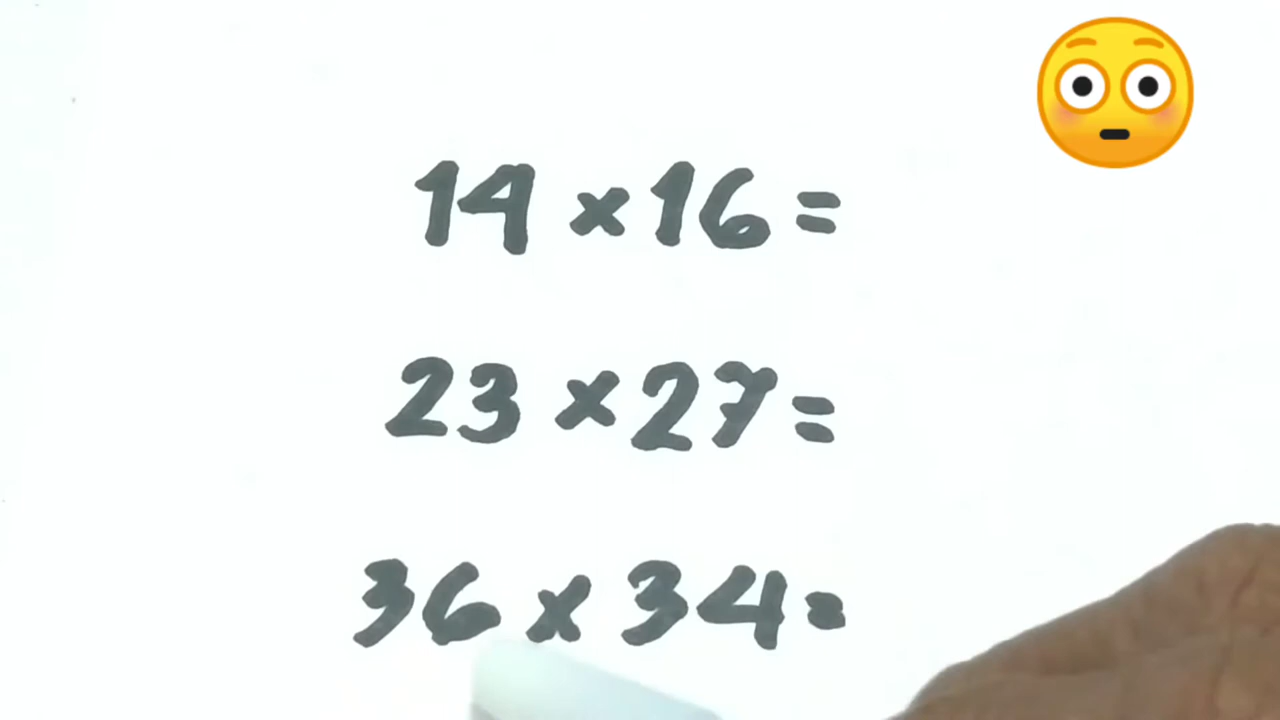 14 × 16 =
23 × 27 =
36 × 34 =